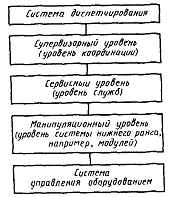 Система диспетчирования
Супервизорный уровень
(уровень координации)
Сервисный уровень
(уровень служб)
Манипуляционный уровень
(уровень системы нижнего ранга,
например, модулей)
Система
управления оборудованием